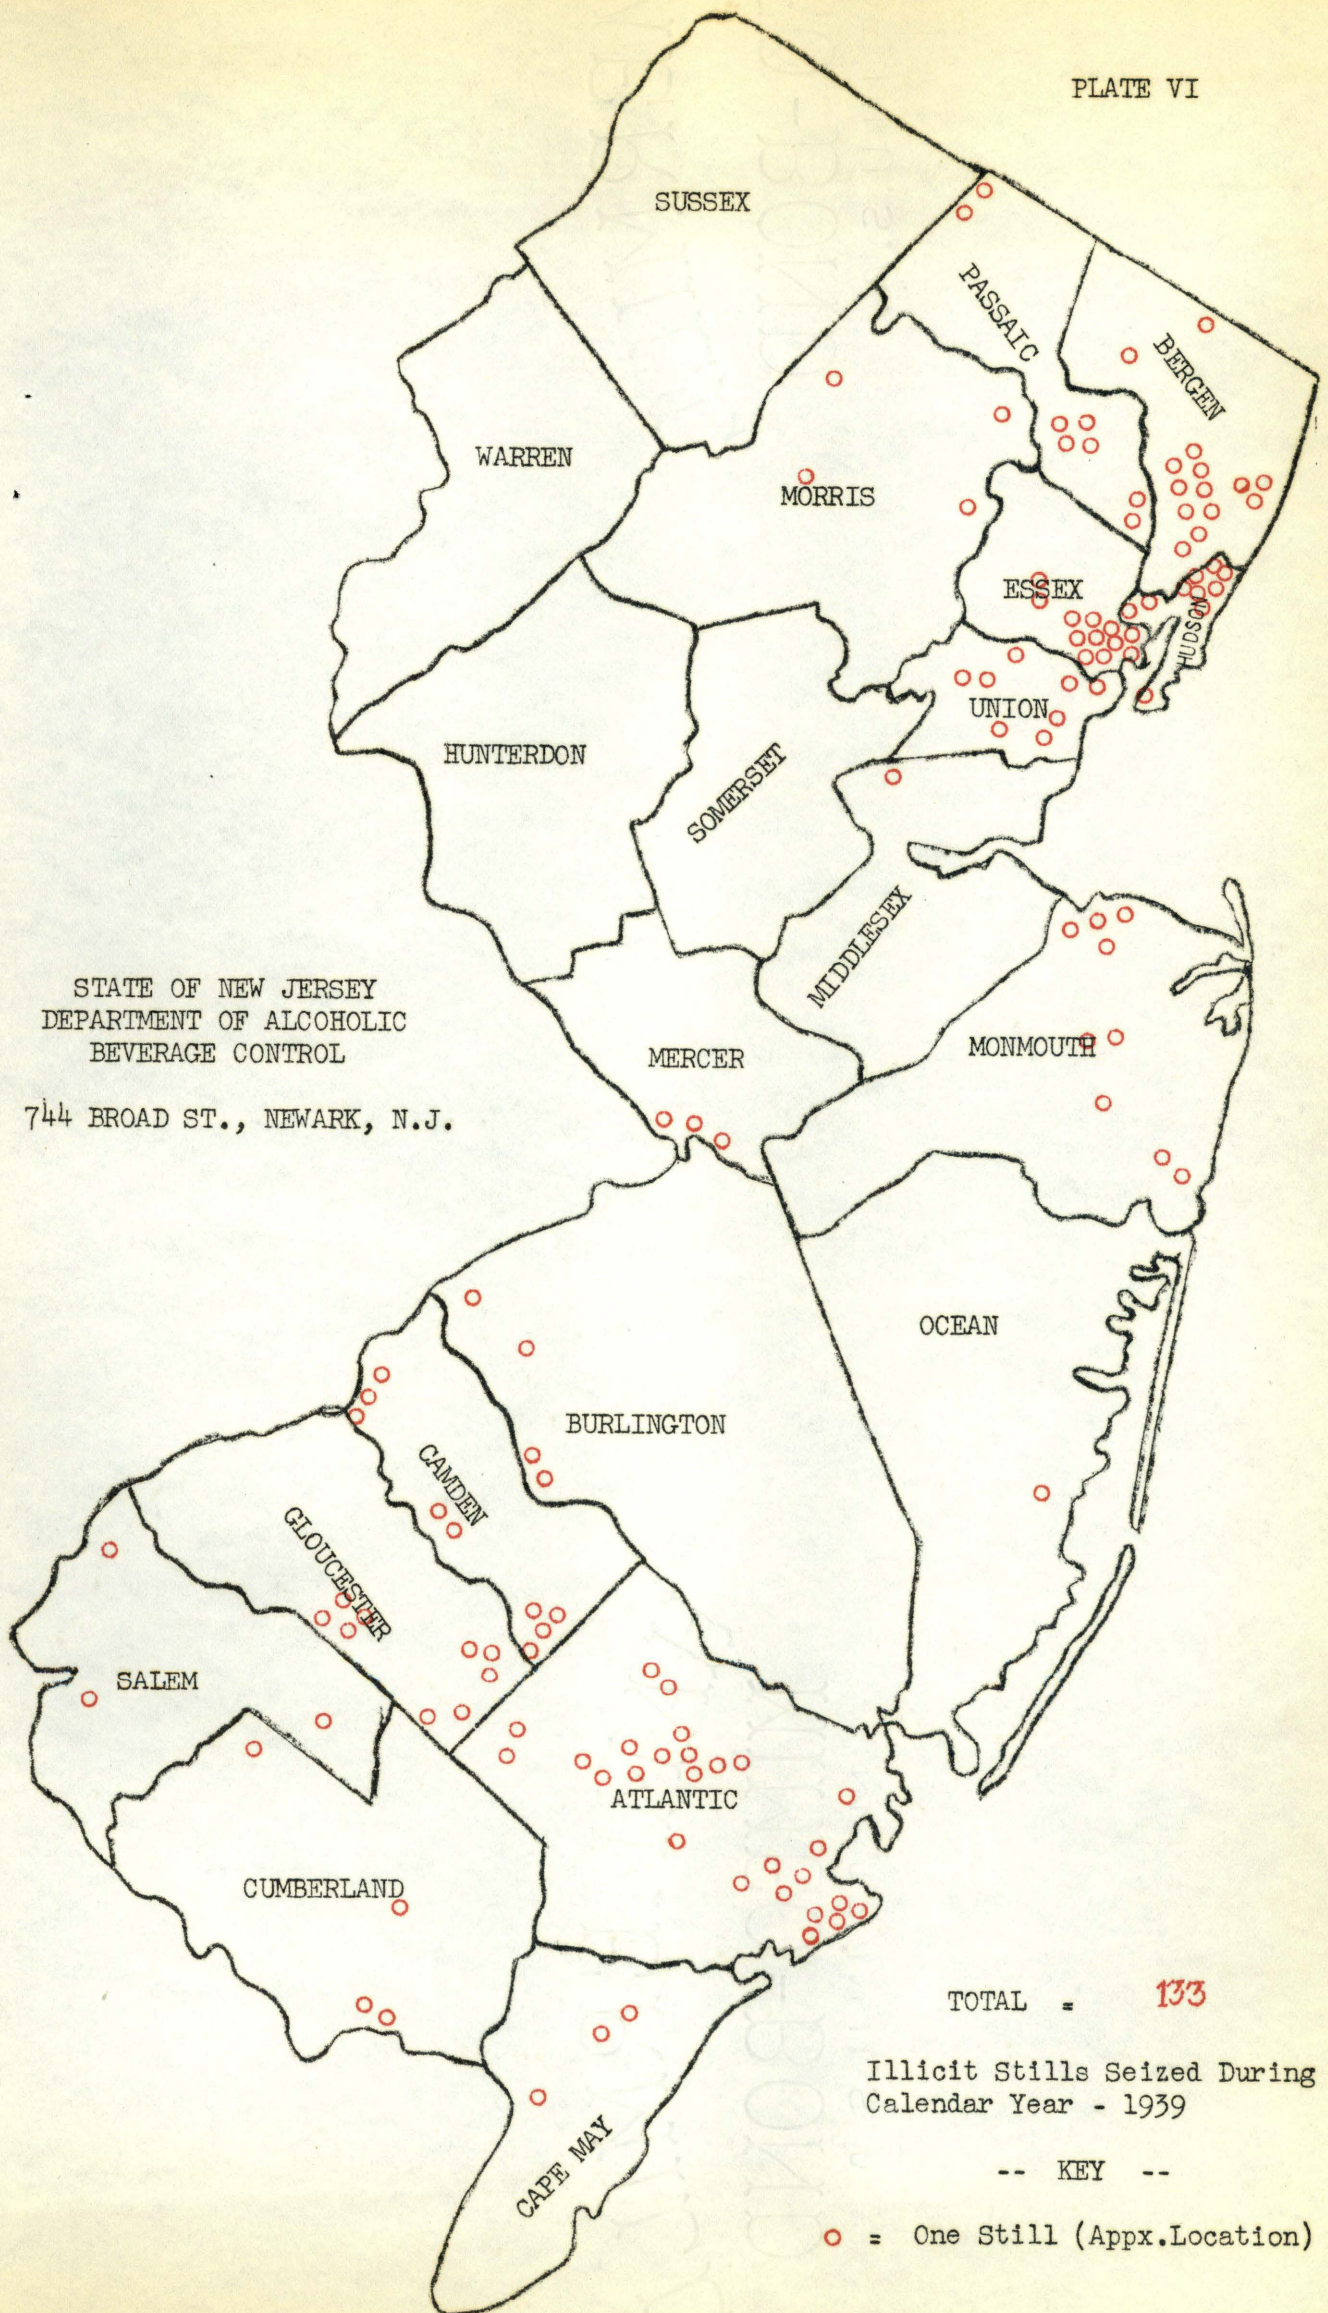 PLATE VI
SUSSEX
PASSAIC
BERGEN
WARREN
MORRIS
ESSEX
HUDSON
UNION
HUNTERDON
SOMERSET
MIDDLESEX
STATE OF NEW JERSEY
DEPARTMENT OF ALCOHOLIC
BEVERAGE CONTROL
744 BROAD ST., NEWARK, N.J.
MERCER
MONMOUTH
OCEAN
BURLINGTON
CAMDEN
GLOUCESTER
SALEM
ATLANTIC
CUMBERLAND
CAPE MAY
TOTAL = 133
Illicit Stills Seized During
Calendar Year - 1939
-- KEY --
= One Still (Appx.Location)